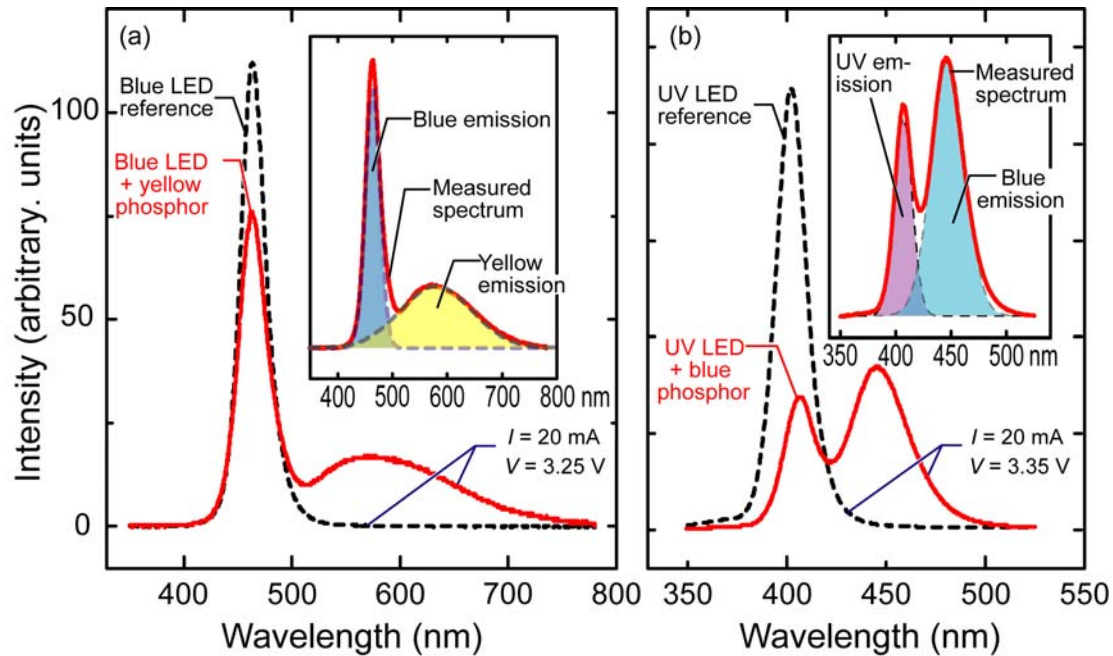 (a)
Blue LED
reference
Blue LED
+ yellow
phosphor
Blue emission
Measured
spectrum
Yellow
emission
400 500 600 700 800 nm
I = 20 mA
V = 3.25 V
100
50
0
Intensity (arbitrary. units)
400 500 600 700 800
Wavelength (nm)
(b)
UV LED
reference
UV LED
+ blue
phosphor
UV em-
ission
Measured
spectrum
Blue
emission
350 400 450 500 nm
I = 20 mA
V = 3.35 V
350 400 450 500 550
Wavelength (nm)